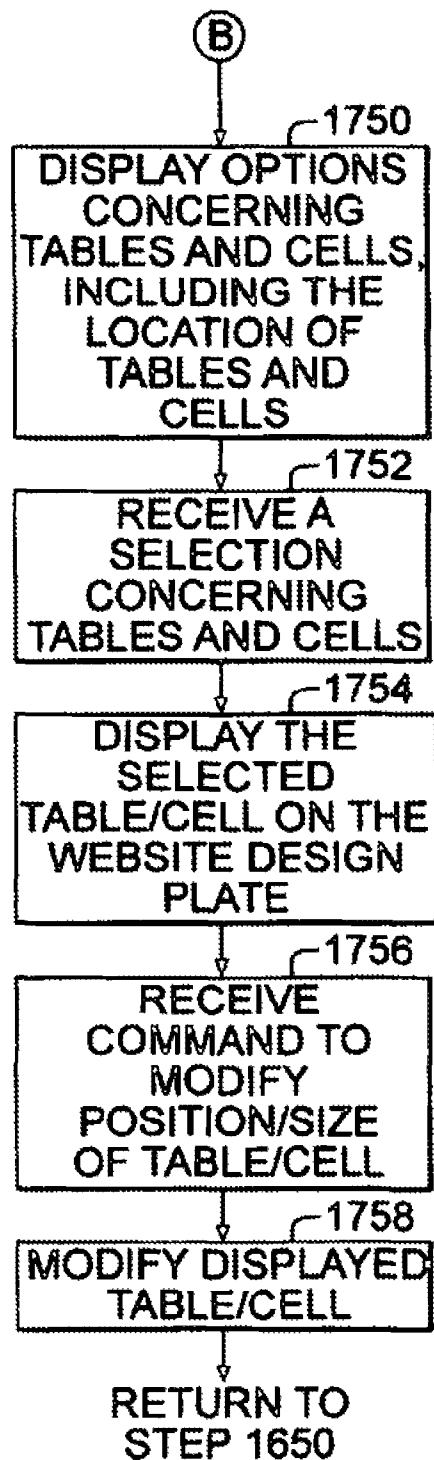 B
1750
DISPLAY OPTIONS
CONCERNING
TABLES AND CELLS,
INCLUDING THE
LOCATION OF
TABLES AND
CELLS
1752
RECEIVE A
SELECTION
CONCERNING
TABLES AND CELLS
1754
DISPLAY THE
SELECTED
TABLE/CELL ON THE
WEBSITE DESIGN
PLATE
1756
RECEIVE
COMMAND TO
MODIFY
POSITION/SIZE
OF TABLE/CELL
1758
MODIFY DISPLAYED
TABLE/CELL
RETURN TO
STEP 1650